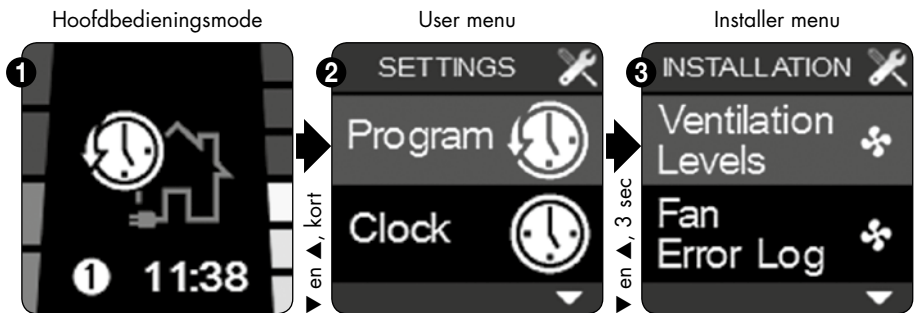 Hoofdbedieningsmode
User menu
Installer menu
1
1 11:38
▼ en ▲, kort
2
SETTINGS
Program
Clock
▼ en ▲, 3 sec
3
INSTALLATION
Ventilation
Levels
Fan
Error Log